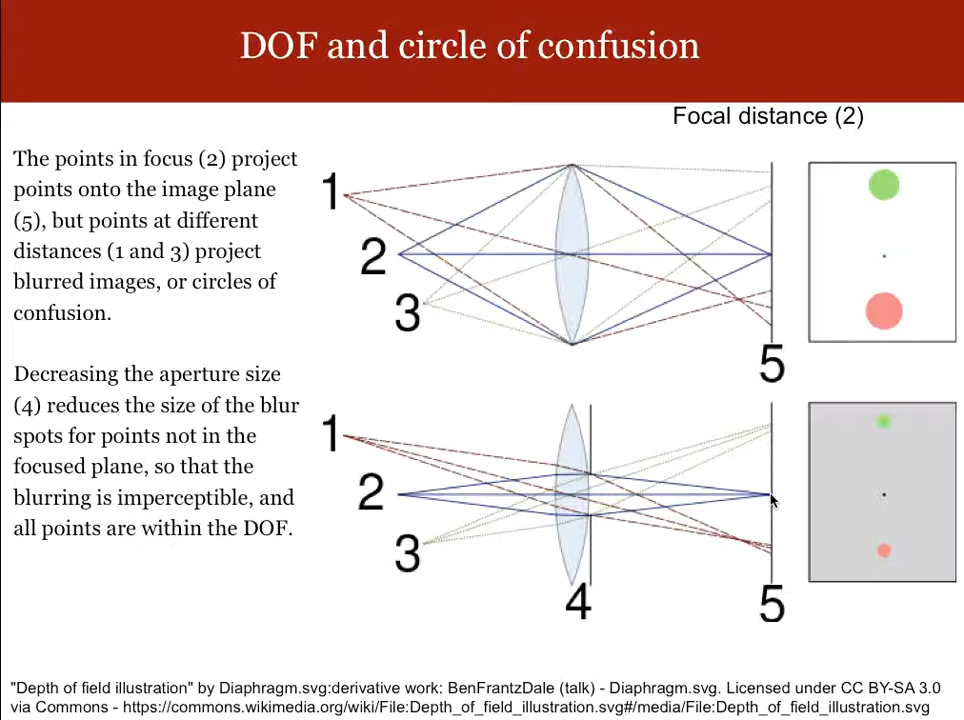 DOF and circle of confusion
Focal distance (2)
The points in focus (2) project
points onto the image plane
(5), but points at different
distances (1 and 3) project
blurred images, or circles of
confusion.
Decreasing the aperture size
(4) reduces the size of the blur
spots for points not in the
focused plane, so that the
blurring is imperceptible, and
all points are within the DOF.
1
2
3
5
1
2
3
4
5
"Depth of field illustration" by Diaphragm.svg:derivative work: BenFrantzDale (talk) - Diaphragm.svg. Licensed under CC BY-SA 3.0
via Commons - https://commons.wikimedia.org/wiki/File:Depth_of_field_illustration.svg#/media/File:Depth_of_field_illustration.svg